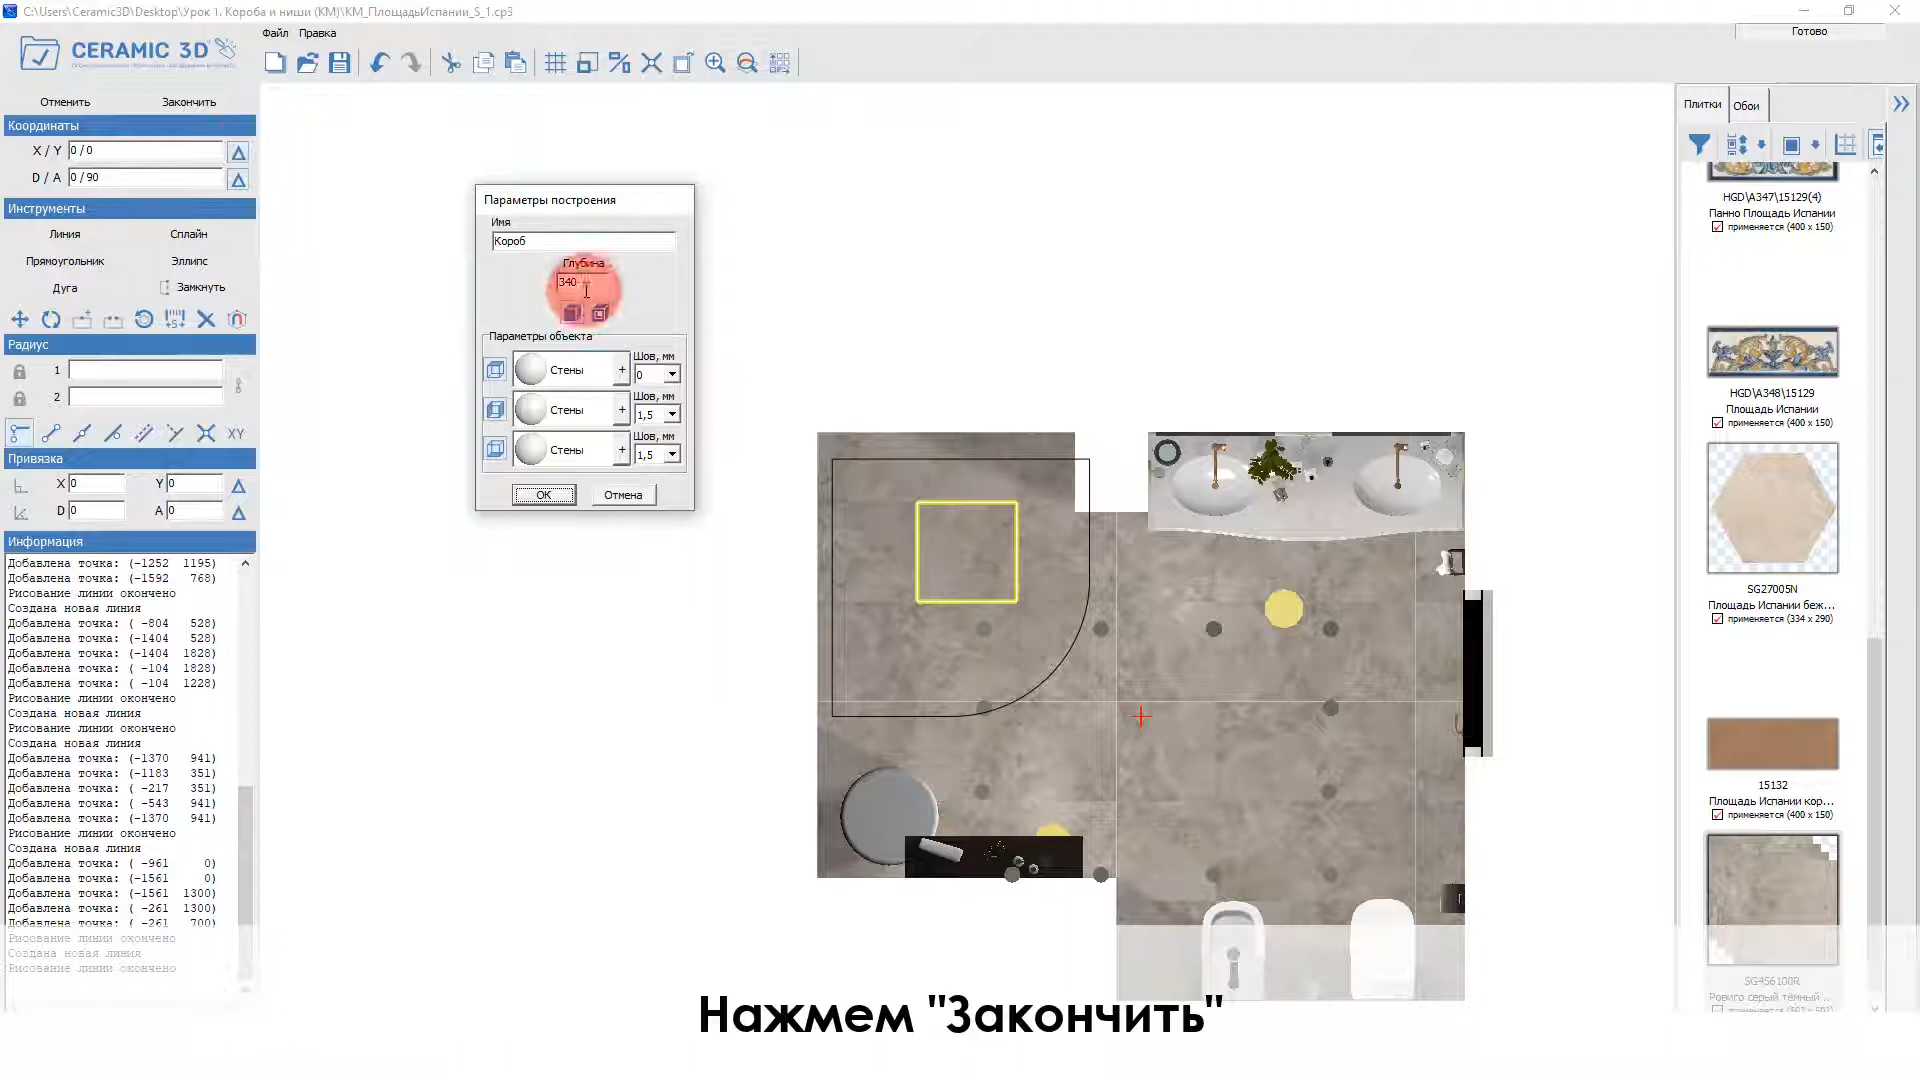 C:\Users\Ceramic3D\Desktop\Урок 1. Короба и ниши (КМ)\КМ_ПлощадьИспании_S_1.ср3
CERAMIC 3D
Файл Правка
Готово
Отменить Закончить
Координаты
X / Y 0 / 0
D / A 0 / 90
Инструменты
Линия Сплайн
Прямоугольник Эллипс
Дуга Замкнуть
Радиус
1
2
XY
Привязка
X 0 Y 0
D 0 A 0
Информация
Добавлена точка: (-1252 1195)
Добавлена точка: (-1592 768)
Рисование линии окончено
Создана новая линия
Добавлена точка: ( -804 528)
Добавлена точка: (-1404 528)
Добавлена точка: (-1404 1828)
Добавлена точка: ( -104 1828)
Добавлена точка: ( -104 1228)
Рисование линии окончено
Создана новая линия
Рисование линии окончено
Создана новая линия
Добавлена точка: (-1370 941)
Добавлена точка: (-1183 351)
Добавлена точка: ( -217 351)
Добавлена точка: ( -543 941)
Добавлена точка: (-1370 941)
Рисование линии окончено
Создана новая линия
Добавлена точка: ( -961 0)
Добавлена точка: (-1561 0)
Добавлена точка: (-1561 1300)
Добавлена точка: ( -261 1300)
Добавлена точка: ( -261 700)
Рисование линии окончено
Создана новая линия
Рисование линии окончено
Параметры построения
Имя
Короб
Глубина
340
Параметры объекта
Стены + Шов, мм 0
Стены + Шов, мм 1,5
Стены + Шов, мм 1,5
ОК Отмена
Плитки Обои
HGD\A347\15129(4)
Панно Площадь Испании
применяется (400 x 150)
HGD\A348\15129
Площадь Испании
применяется (400 x 150)
SG27005N
Площадь Испании беж...
применяется (334 x 290)
15132
Площадь Испании кор...
применяется (400 x 150)
SG456100R
Ровиго серый тёмный ...
Нажмем "Закончить"